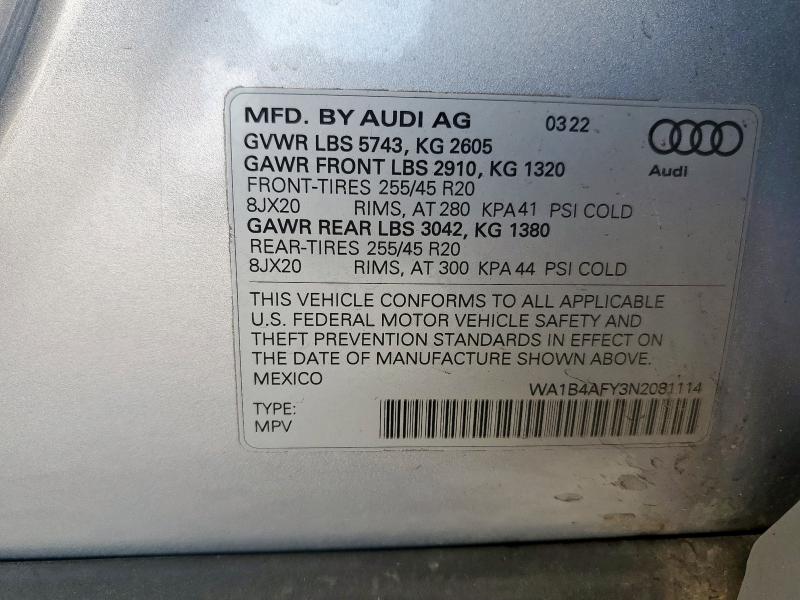 MFD. BY AUDI AG 03 22
GVWR LBS 5743, KG 2605
GAWR FRONT LBS 2910, KG 1320
FRONT-TIRES 255/45 R20
8JX20 RIMS, AT 280 KPA 41 PSI COLD
GAWR REAR LBS 3042, KG 1380
REAR-TIRES 255/45 R20
8JX20 RIMS, AT 300 KPA 44 PSI COLD
Audi
THIS VEHICLE CONFORMS TO ALL APPLICABLE
U.S. FEDERAL MOTOR VEHICLE SAFETY AND
THEFT PREVENTION STANDARDS IN EFFECT ON
THE DATE OF MANUFACTURE SHOWN ABOVE.
MEXICO WA1B4AFY3N2081114
TYPE:
MPV